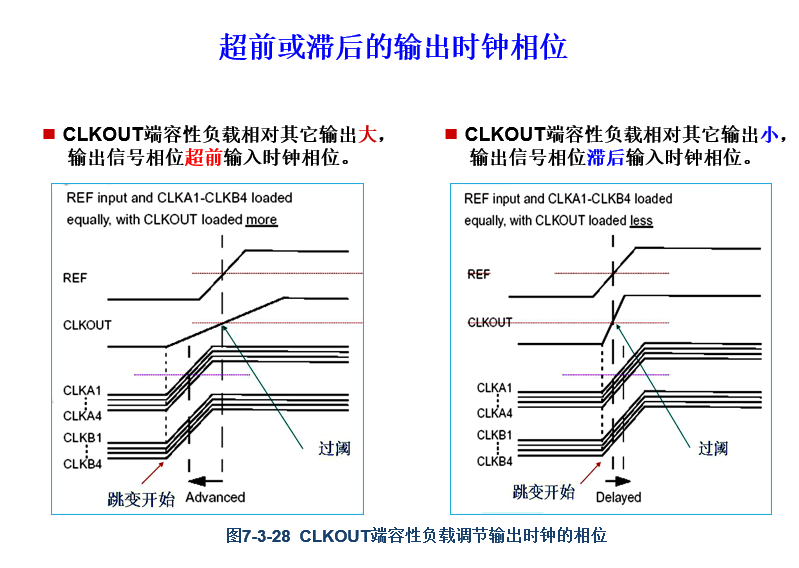 超前或滞后的输出时钟相位
CLKOUT端容性负载相对其它输出大，
输出信号相位超前输入时钟相位。
REF input and CLKA1-CLKB4 loaded
equally, with CLKOUT loaded more
REF
CLKOUT
CLKA1
CLKA4
CLKB1
CLKB4
过阈
跳变开始
Advanced
CLKOUT端容性负载相对其它输出小，
输出信号相位滞后输入时钟相位。
REF input and CLKA1-CLKB4 loaded
equally, with CLKOUT loaded less
REF
CLKOUT
CLKA1
CLKA4
CLKB1
CLKB4
过阈
跳变开始
Delayed
图7-3-28 CLKOUT端容性负载调节输出时钟的相位